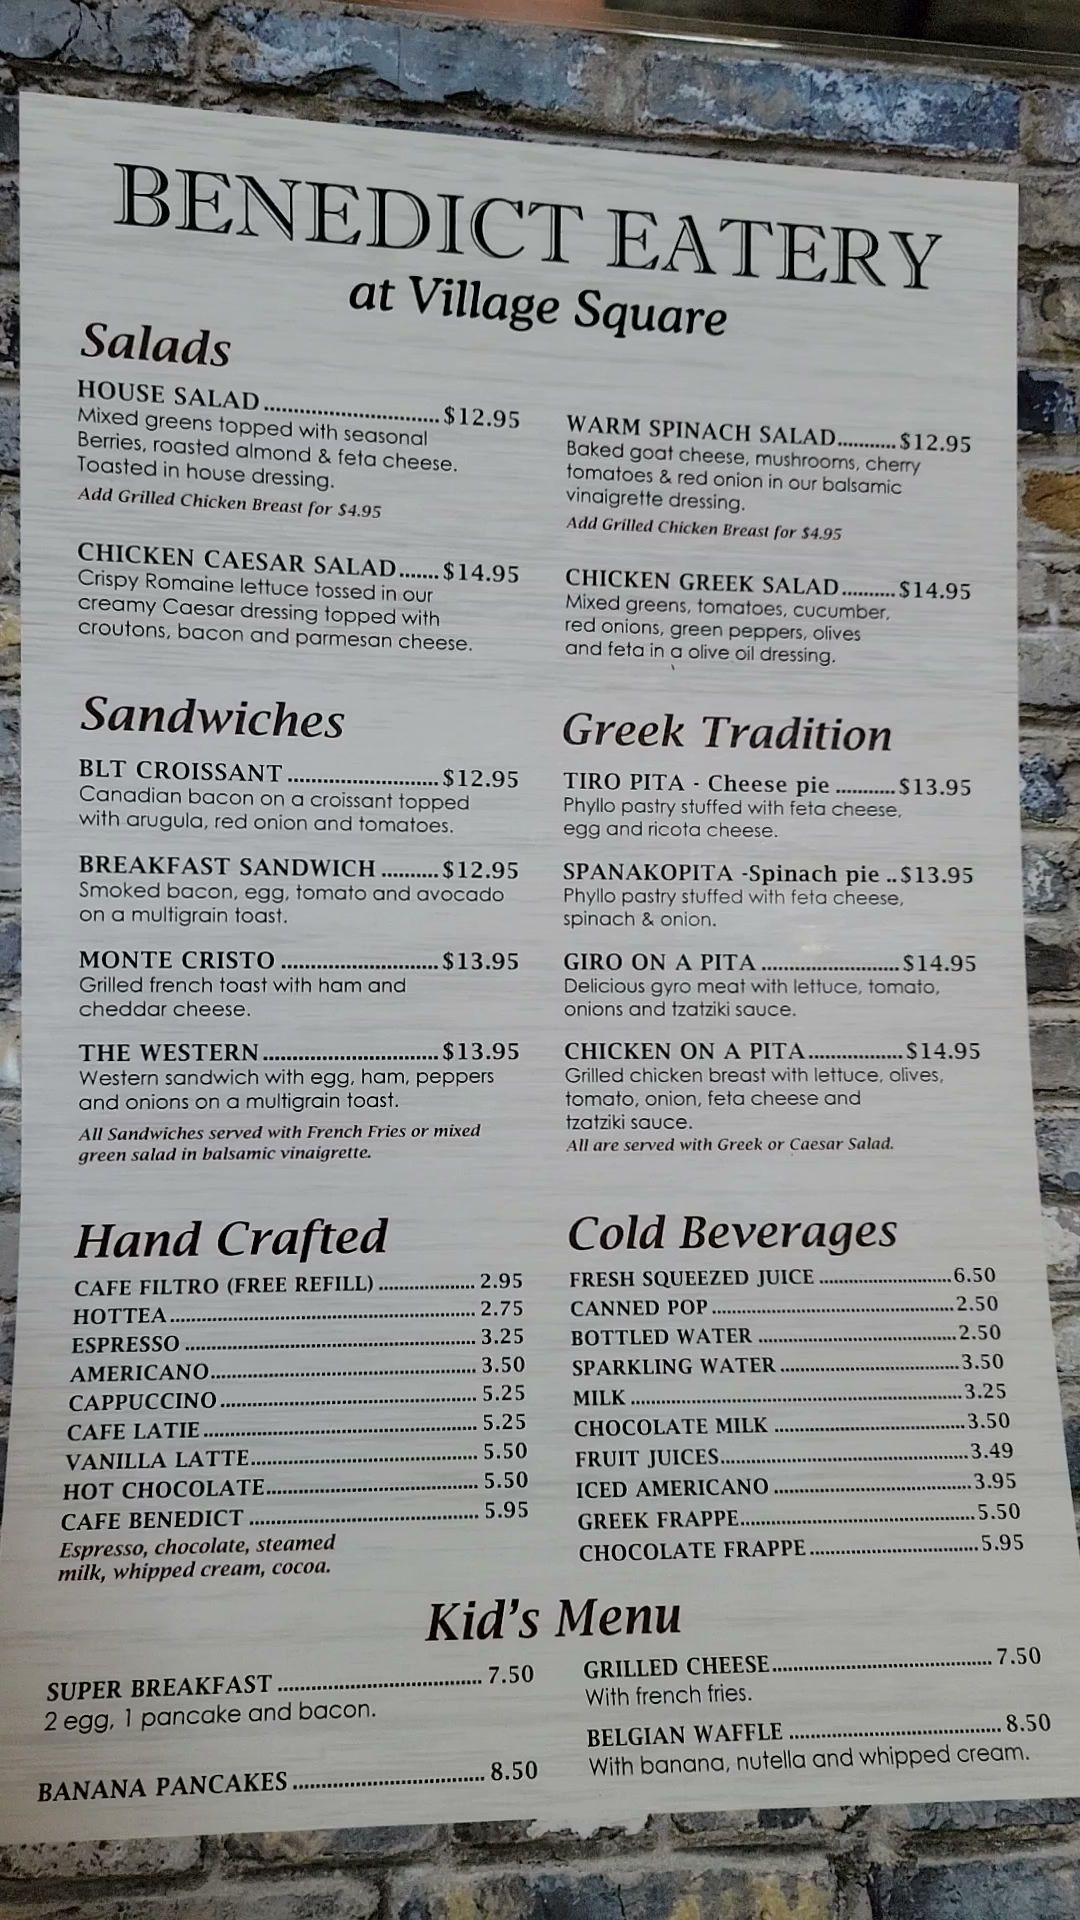 BENEDICT EATERY
at Village Square
Salads
HOUSE SALAD.............................$12.95
Mixed greens topped with seasonal
Berries, roasted almond & feta cheese.
Toasted in house dressing.
Add Grilled Chicken Breast for $4.95
CHICKEN CAESAR SALAD.......$14.95
Crispy Romaine lettuce tossed in our
creamy Caesar dressing topped with
croutons, bacon and parmesan cheese.
WARM SPINACH SALAD...........$12.95
Baked goat cheese, mushrooms, cherry
tomatoes & red onion in our balsamic
vinaigrette dressing.
Add Grilled Chicken Breast for $4.95
CHICKEN GREEK SALAD..........$14.95
Mixed greens, tomatoes, cucumber,
red onions, green peppers, olives
and feta in a olive oil dressing.
Sandwiches
BLT CROISSANT ..........................$12.95
Canadian bacon on a croissant topped
with arugula, red onion and tomatoes.
BREAKFAST SANDWICH ..........$12.95
Smoked bacon, egg, tomato and avocado
on a multigrain toast.
MONTE CRISTO ...........................$13.95
Grilled french toast with ham and
cheddar cheese.
THE WESTERN..............................$13.95
Western sandwich with egg, ham, peppers
and onions on a multigrain toast.
All Sandwiches served with French Fries or mixed
green salad in balsamic vinaigrette.
Greek Tradition
TIRO PITA - Cheese pie ...........$13.95
Phyllo pastry stuffed with feta cheese,
egg and ricota cheese.
SPANAKOPITA -Spinach pie ..$13.95
Phyllo pastry stuffed with feta cheese,
spinach & onion.
GIRO ON A PITA ........................$14.95
Delicious gyro meat with lettuce, tomato,
onions and tzatziki sauce.
CHICKEN ON A PITA.................$14.95
Grilled chicken breast with lettuce, olives,
tomato, onion, feta cheese and
tzatziki sauce.
All are served with Greek or Caesar Salad.
Hand Crafted
CAFE FILTRO (FREE REFILL) ................. 2.95
HOTTEA...................................................... 2.75
ESPRESSO ................................................... 3.25
AMERICANO.............................................. 3.50
CAPPUCCINO ............................................. 5.25
CAFE LATIE................................................ 5.25
VANILLA LATTE........................................ 5.50
HOT CHOCOLATE...................................... 5.50
CAFE BENEDICT ........................................ 5.95
Espresso, chocolate, steamed
milk, whipped cream, cocoa.
Cold Beverages
FRESH SQUEEZED JUICE .......................6.50
CANNED POP ..........................................2.50
BOTTLED WATER ..................................2.50
SPARKLING WATER ...............................3.50
MILK .........................................................3.25
CHOCOLATE MILK .................................3.50
FRUIT JUICES...........................................3.49
ICED AMERICANO ..................................3.95
GREEK FRAPPE........................................5.50
CHOCOLATE FRAPPE.............................5.95
Kid's Menu
SUPER BREAKFAST ................................... 7.50
2 egg, 1 pancake and bacon.
BANANA PANCAKES ................................ 8.50
GRILLED CHEESE..................................... 7.50
With french fries.
BELGIAN WAFFLE ................................... 8.50
With banana, nutella and whipped cream.